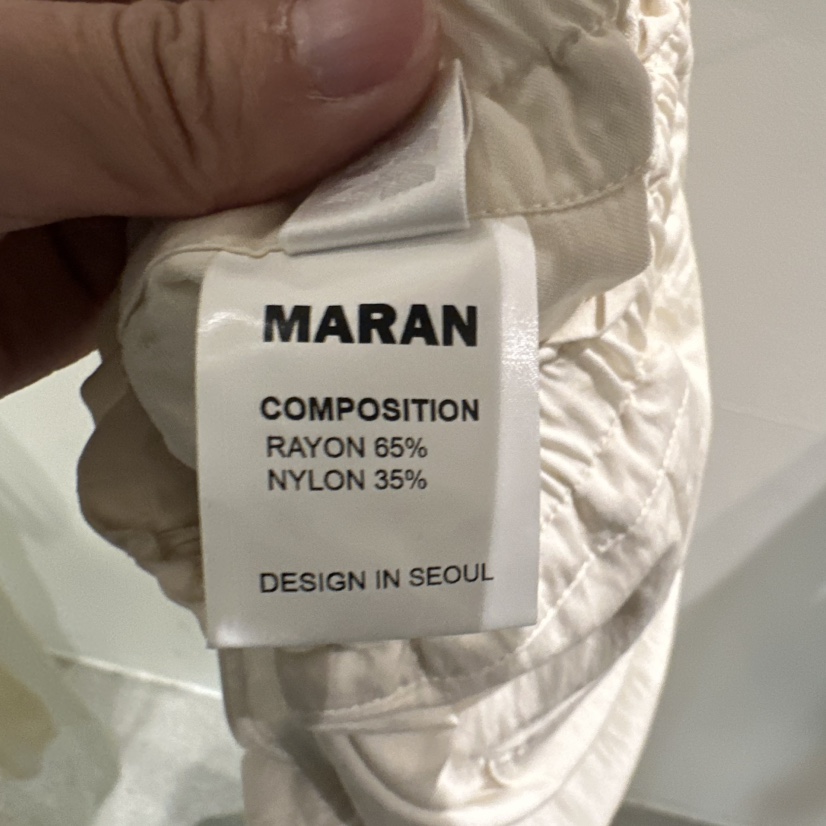 MARAN
COMPOSITION
RAYON 65%
NYLON 35%
DESIGN IN SEOUL